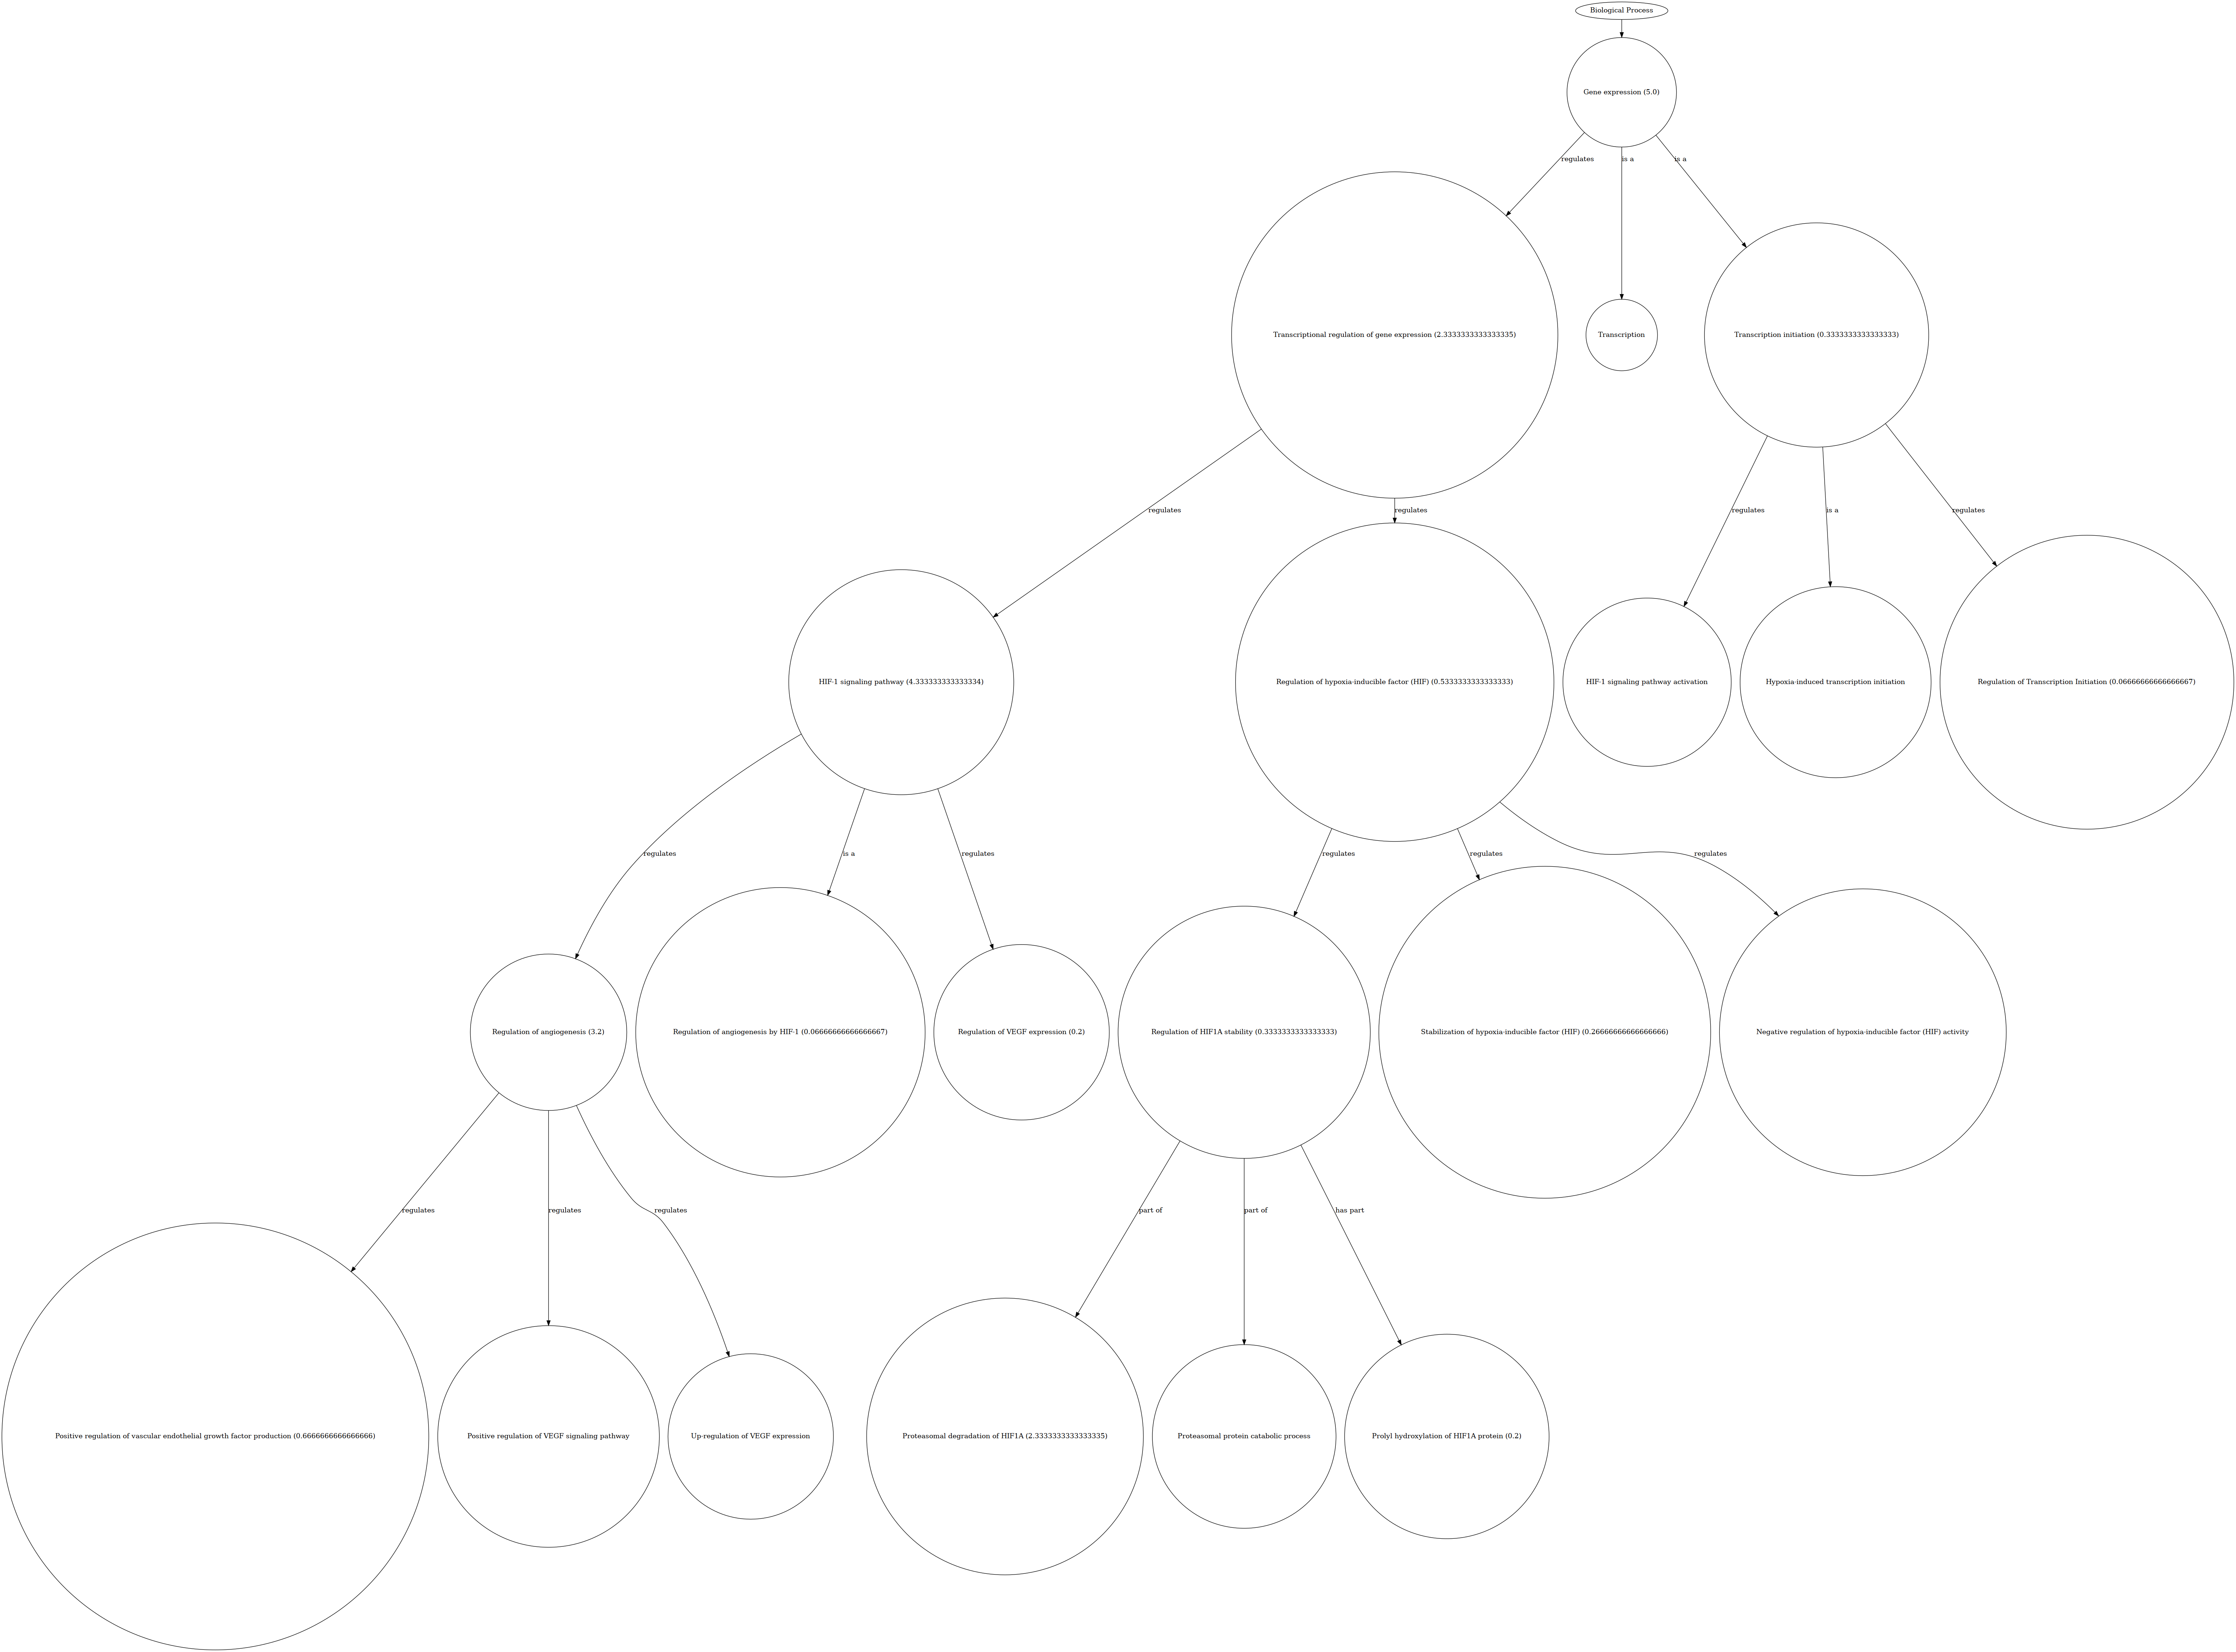 Biological Process
Gene expression (5.0)
regulates
is a
is a
Transcriptional regulation of gene expression (2.3333333333333335)
Transcription
Transcription initiation (0.3333333333333333)
regulates
regulates
regulates
is a
regulates
HIF-1 signaling pathway (4.333333333333334)
Regulation of hypoxia-inducible factor (HIF) (0.5333333333333333)
HIF-1 signaling pathway activation
Hypoxia-induced transcription initiation
Regulation of Transcription Initiation (0.06666666666666667)
regulates
is a
regulates
regulates
regulates
regulates
Regulation of angiogenesis (3.2)
Regulation of angiogenesis by HIF-1 (0.06666666666666667)
Regulation of VEGF expression (0.2)
Regulation of HIF1A stability (0.3333333333333333)
Stabilization of hypoxia-inducible factor (HIF) (0.26666666666666666)
Negative regulation of hypoxia-inducible factor (HIF) activity
regulates
regulates
regulates
part of
part of
has part
Positive regulation of vascular endothelial growth factor production (0.6666666666666666)
Positive regulation of VEGF signaling pathway
Up-regulation of VEGF expression
Proteasomal degradation of HIF1A (2.3333333333333335)
Proteasomal protein catabolic process
Prolyl hydroxylation of HIF1A protein (0.2)